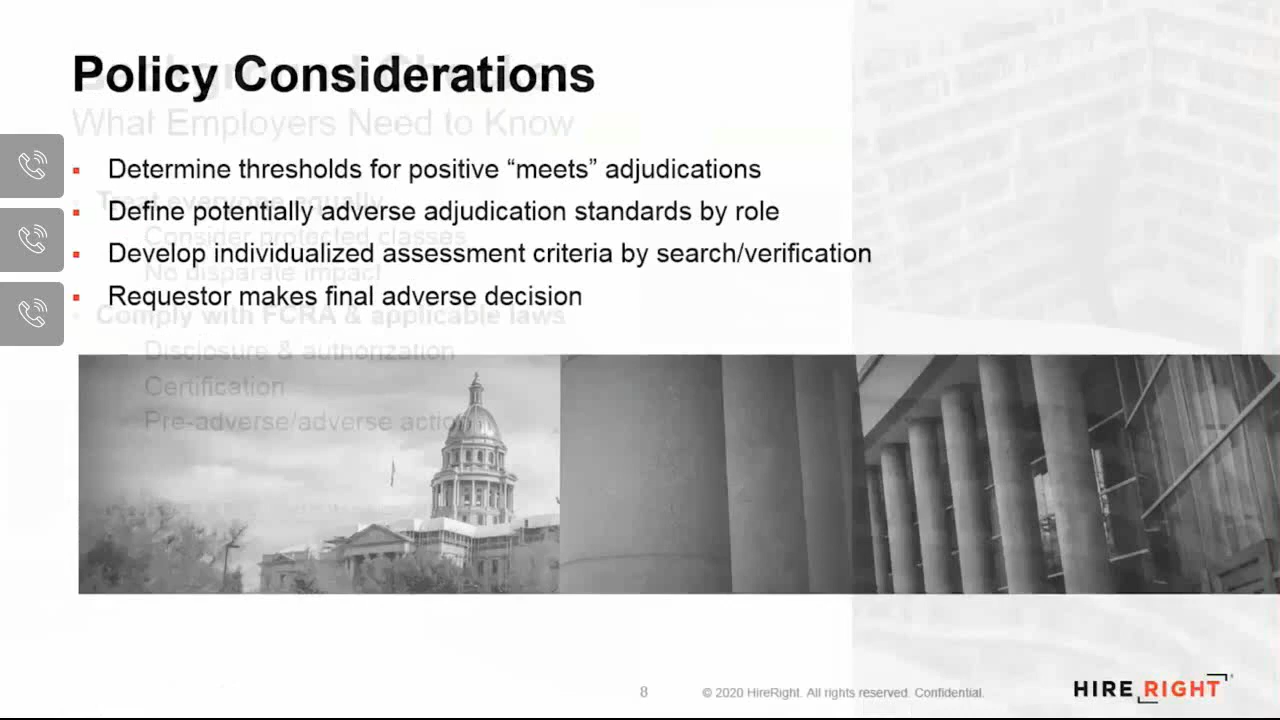 Policy Considerations
What Employers Need to Know
Determine thresholds for positive “meets” adjudications
Treat everyone equally
Define potentially adverse adjudication standards by role
Consider protected classes
Develop individualized assessment criteria by search/verification
No disparate impact
Requestor makes final adverse decision
Comply with FCRA & applicable laws
Disclosure & authorization
Certification
Pre-adverse/adverse action
8
© 2020 HireRight. All rights reserved. Confidential.
HIRE RIGHT